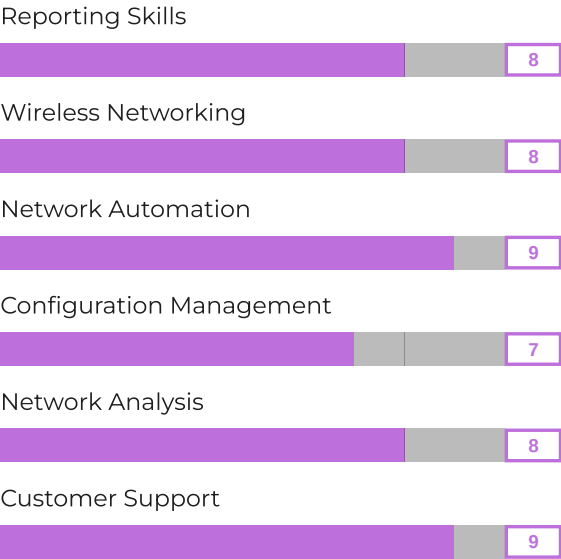 Reporting Skills
8
Wireless Networking
8
Network Automation
9
Configuration Management
7
Network Analysis
8
Customer Support
9